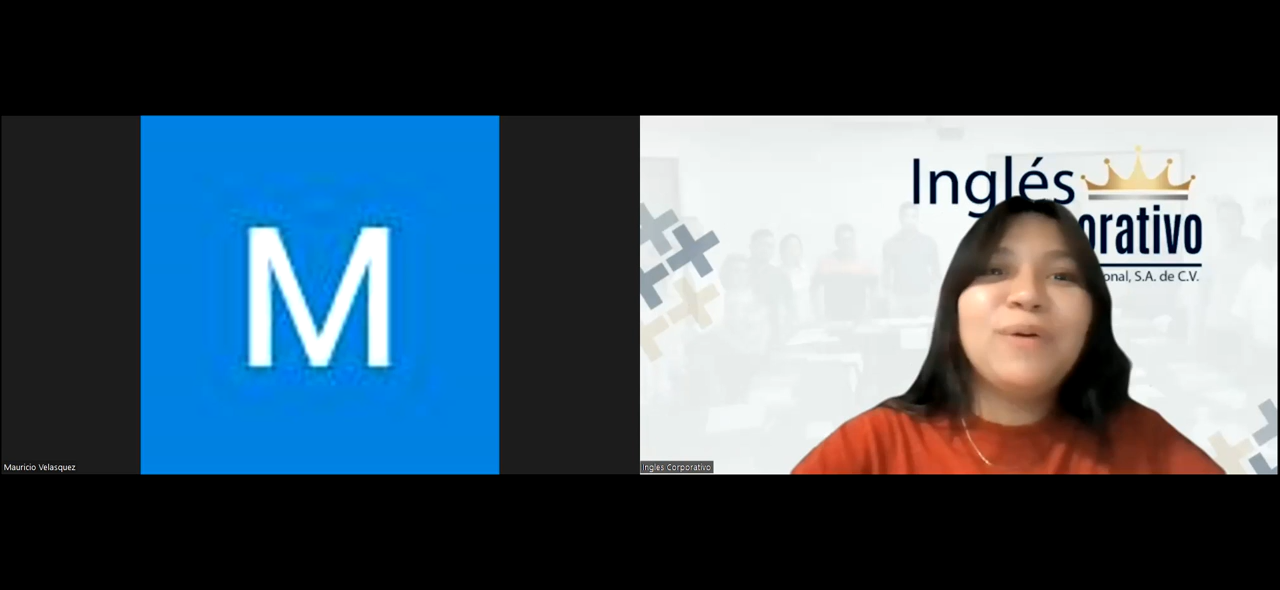 M
Mauricio Velasquez
Inglés
orativo
onal, S.A. de C.V.
Ingles Corporativo